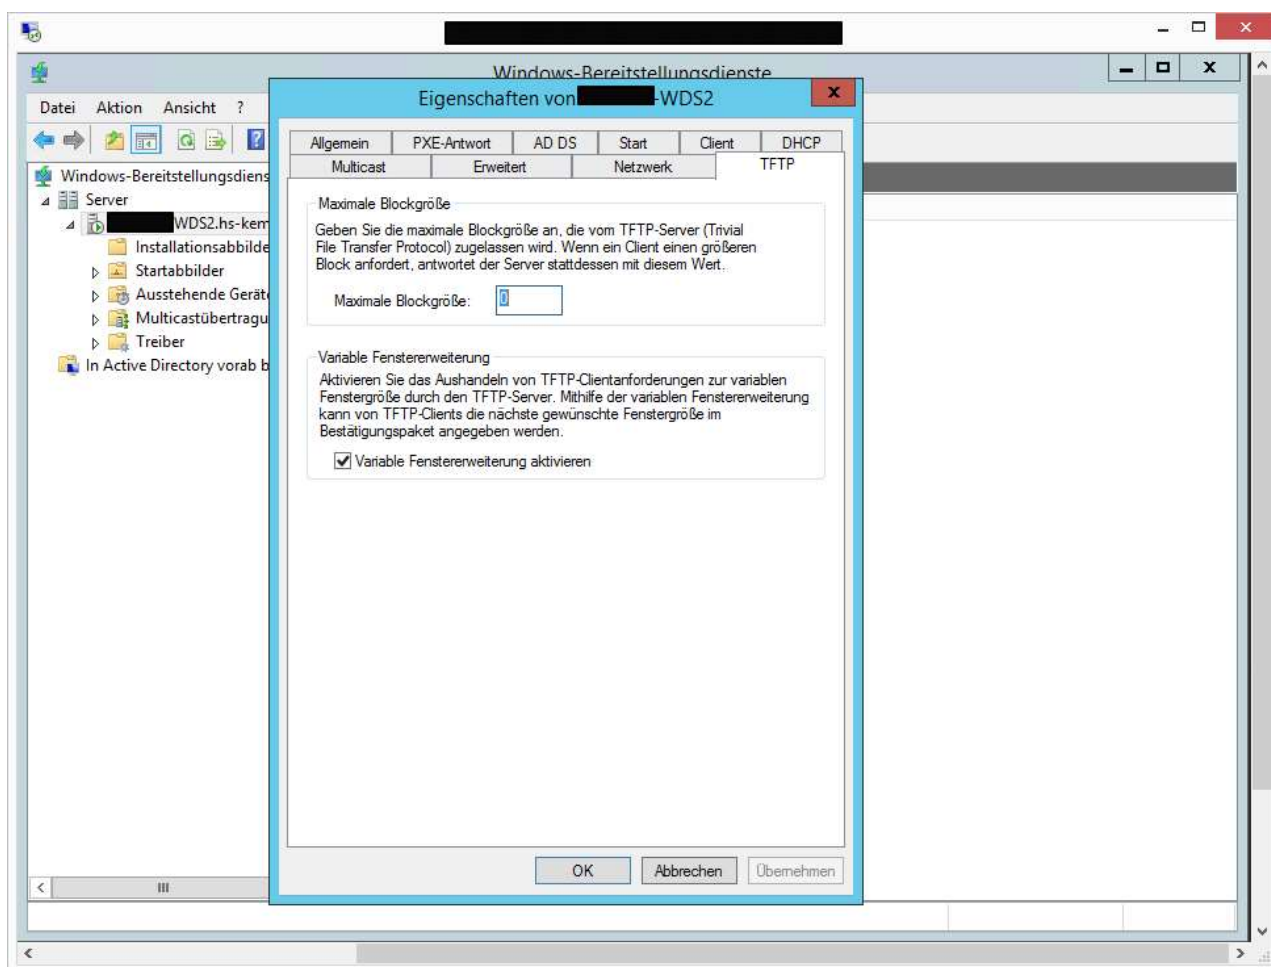 Windows-Bereitstellungsdienste
Eigenschaften von -WDS2
x
Datei Aktion Ansicht ?
Allgemein PXE-Antwort AD DS Start Client DHCP
Multicast Erweitert Netzwerk TFTP
Windows-Bereitstellungsdiens
Server
WDS2.hs-kem
Installationsabbilde
Startabbilder
Ausstehende Geräte
Multicastübertragu
Treiber
In Active Directory vorab b
Maximale Blockgröße
Geben Sie die maximale Blockgröße an, die vom TFTP-Server (Trivial
File Transfer Protocol) zugelassen wird. Wenn ein Client einen größeren
Block anfordert, antwortet der Server stattdessen mit diesem Wert.
Maximale Blockgröße: 0
Variable Fenstererweiterung
Aktivieren Sie das Aushandeln von TFTP-Clientanforderungen zur variablen
Fenstergröße durch den TFTP-Server. Mithilfe der variablen Fenstererweiterung
kann von TFTP-Clients die nächste gewünschte Fenstergröße im
Bestätigungspaket angegeben werden.
Variable Fenstererweiterung aktivieren
OK Abbrechen Übernehmen